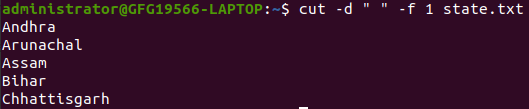 administrator@GFG19566-LAPTOP:~$ cut -d " " -f 1 state.txt
Andhra
Arunachal
Assam
Bihar
Chhattisgarh